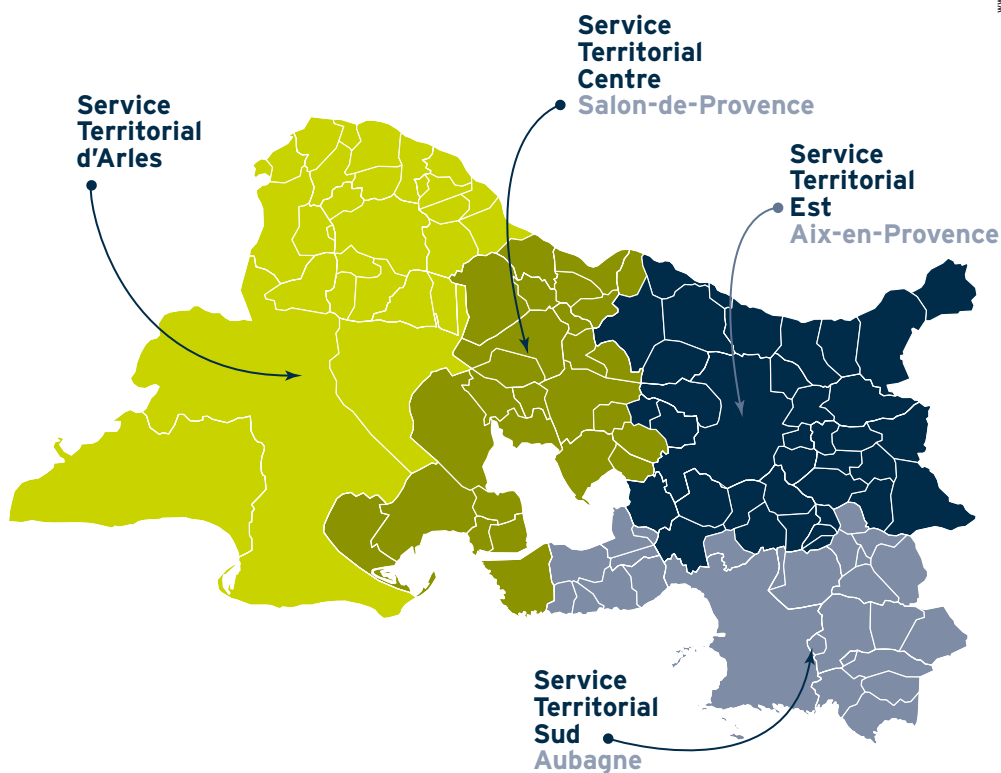 Service
Territorial
Centre
Salon-de-Provence
Service
Territorial
d'Arles
Service
Territorial
Est
Aix-en-Provence
Service
Territorial
Sud
Aubagne